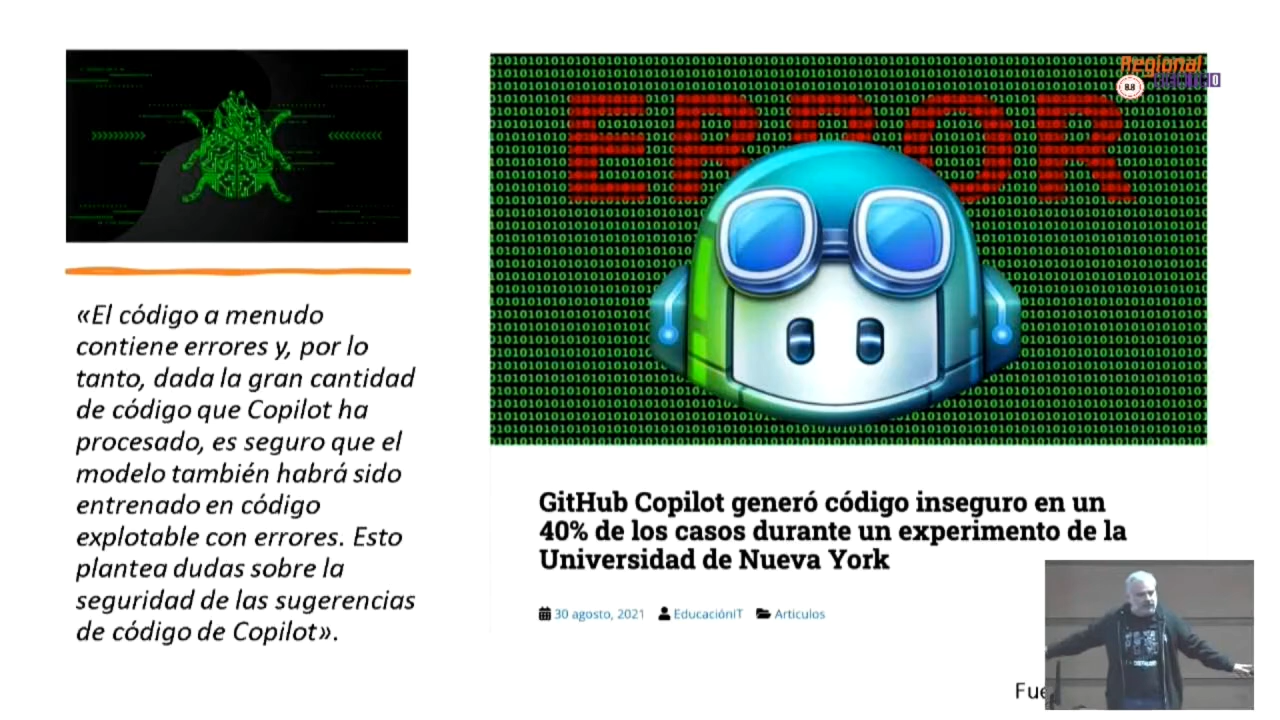 Regional
8.8
ERROR
«El código a menudo
contiene errores y, por lo
tanto, dada la gran cantidad
de código que Copilot ha
procesado, es seguro que el
modelo también habrá sido
entrenado en código
explotable con errores. Esto
plantea dudas sobre la
seguridad de las sugerencias
de código de Copilot».
GitHub Copilot generó código inseguro en un
40% de los casos durante un experimento de la
Universidad de Nueva York
30 agosto, 2021 EducaciónIT Articulos
Fue